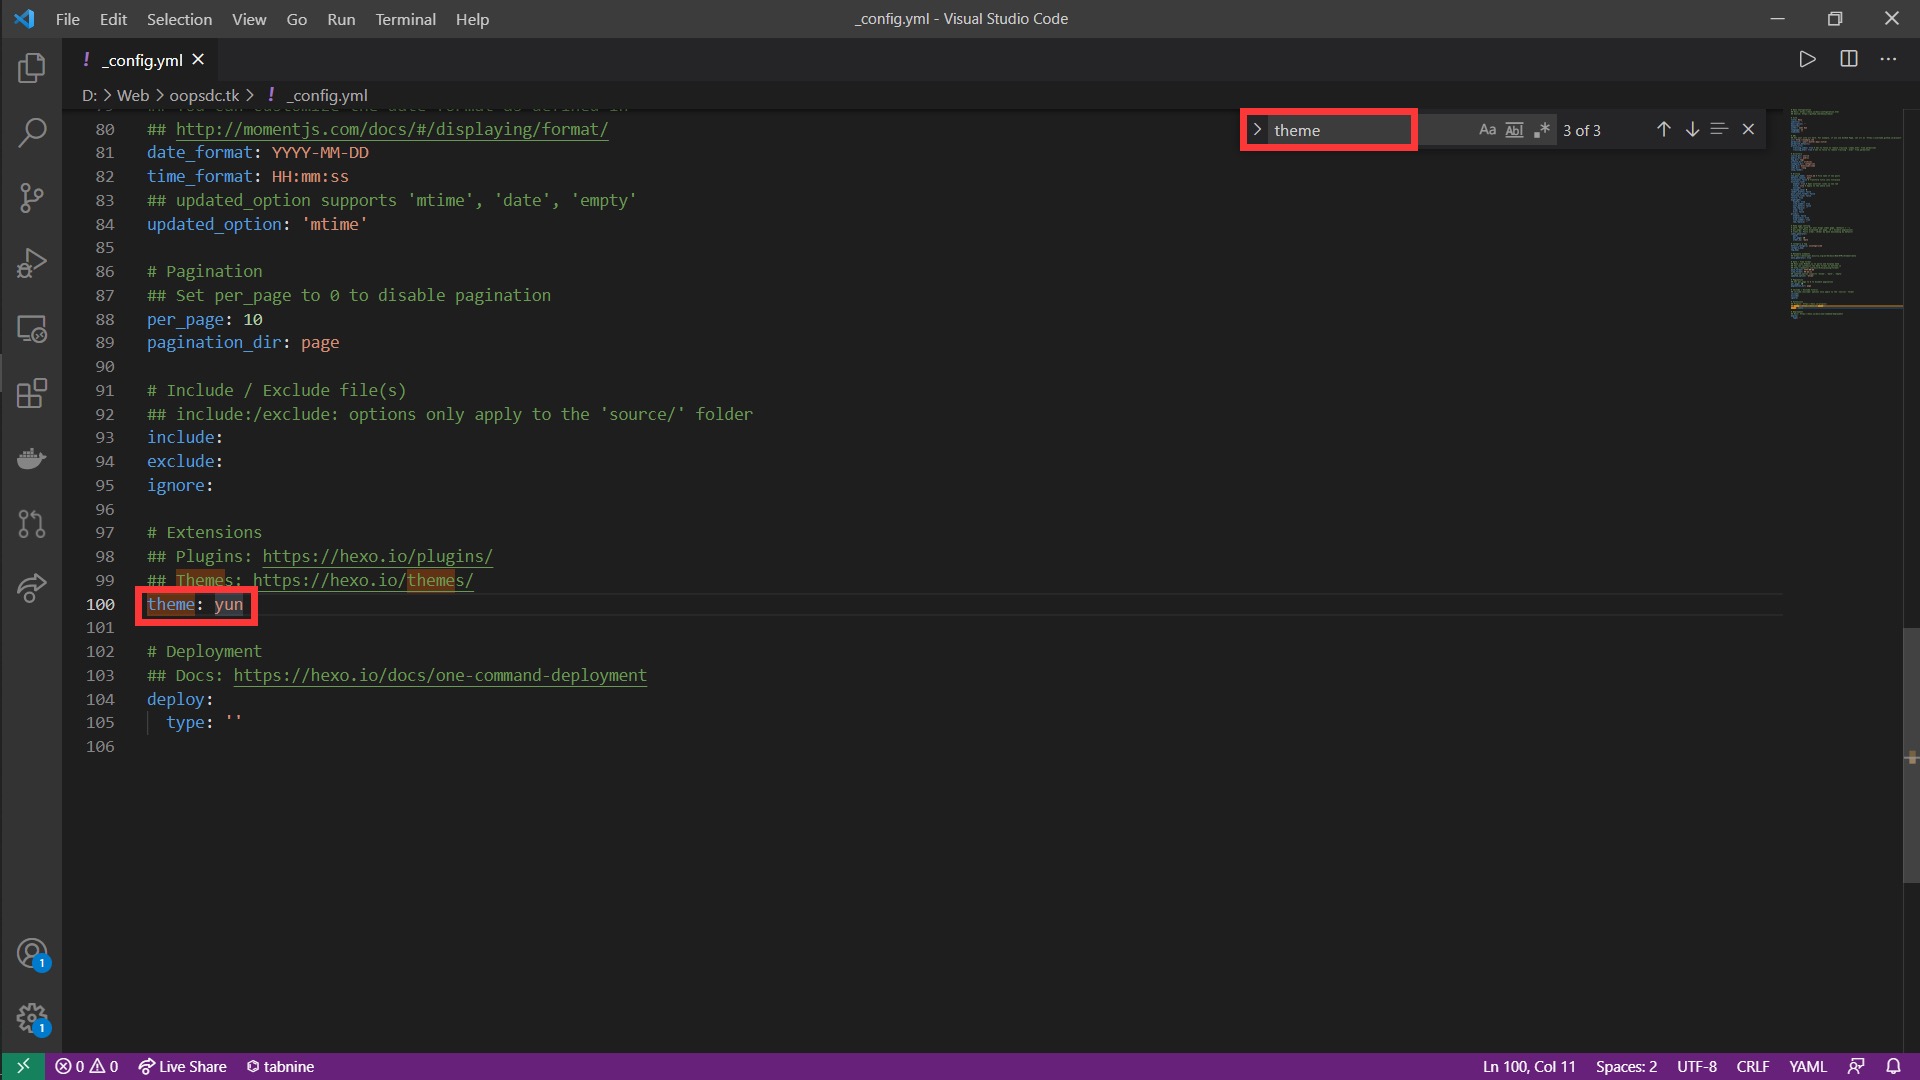 File Edit Selection View Go Run Terminal Help
_config.yml - Visual Studio Code
! _config.yml
D: > Web > oopsdc.tk > ! _config.yml
theme
Aa Abl .* 3 of 3
80 ## http://momentjs.com/docs/#/displaying/format/
81 date_format: YYYY-MM-DD
82 time_format: HH:mm:ss
83 ## updated_option supports 'mtime', 'date', 'empty'
84 updated_option: 'mtime'
85
86 # Pagination
87 ## Set per_page to 0 to disable pagination
88 per_page: 10
89 pagination_dir: page
90
91 # Include / Exclude file(s)
92 ## include:/exclude: options only apply to the 'source/' folder
93 include:
94 exclude:
95 ignore:
96
97 # Extensions
98 ## Plugins: https://hexo.io/plugins/
99 ## Themes: https://hexo.io/themes/
100 theme: yun
101
102 # Deployment
103 ## Docs: https://hexo.io/docs/one-command-deployment
104 deploy:
105 type: ''
106
1
1
0 0 Live Share tabnine
Ln 100, Col 11 Spaces: 2 UTF-8 CRLF YAML